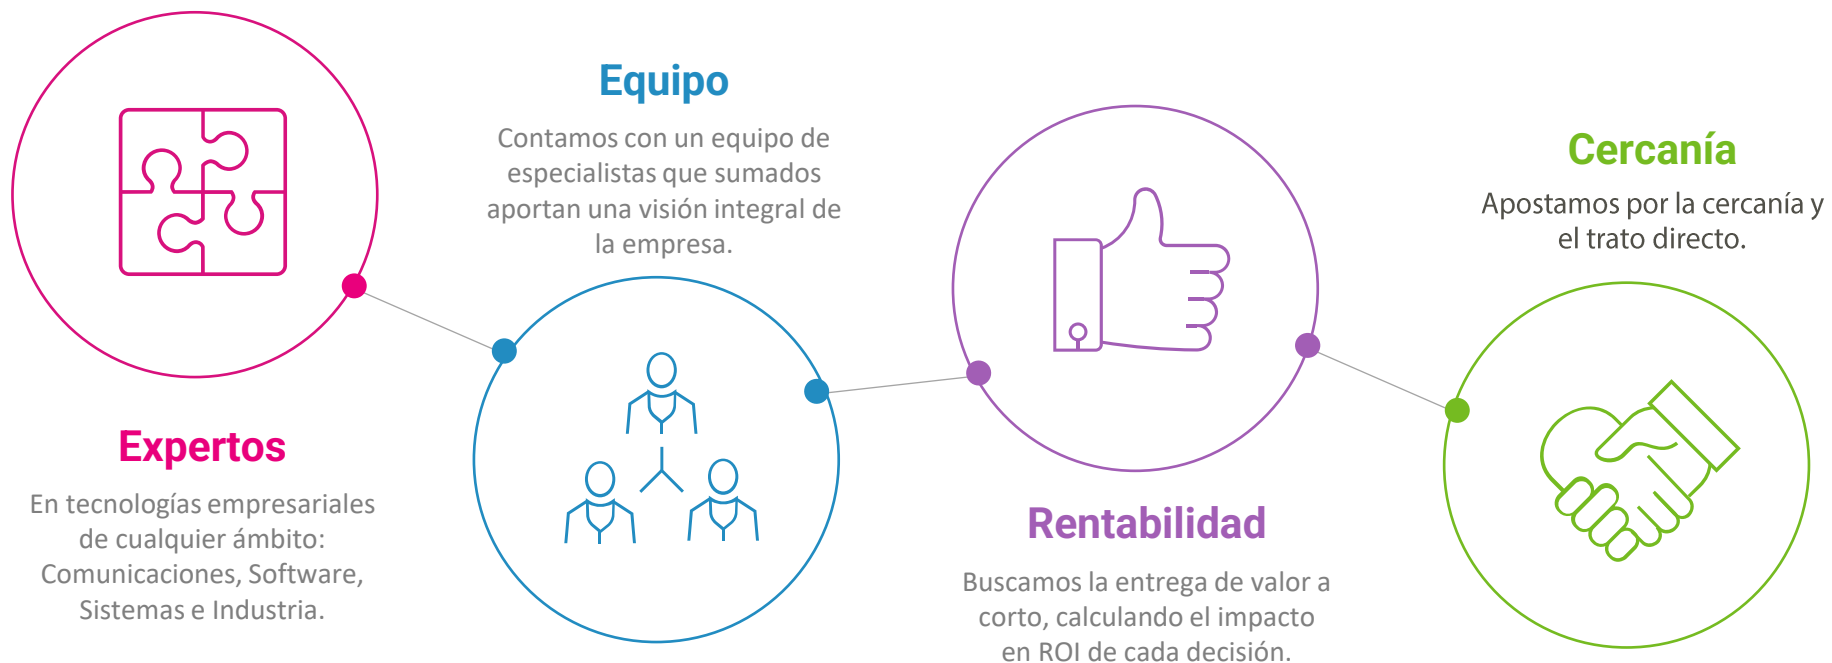 Expertos
En tecnologías empresariales
de cualquier ámbito:
Comunicaciones, Software,
Sistemas e Industria.
Equipo
Contamos con un equipo de
especialistas que sumados
aportan una visión integral de
la empresa.
Rentabilidad
Buscamos la entrega de valor a
corto, calculando el impacto
en ROI de cada decisión.
Cercanía
Apostamos por la cercanía y
el trato directo.